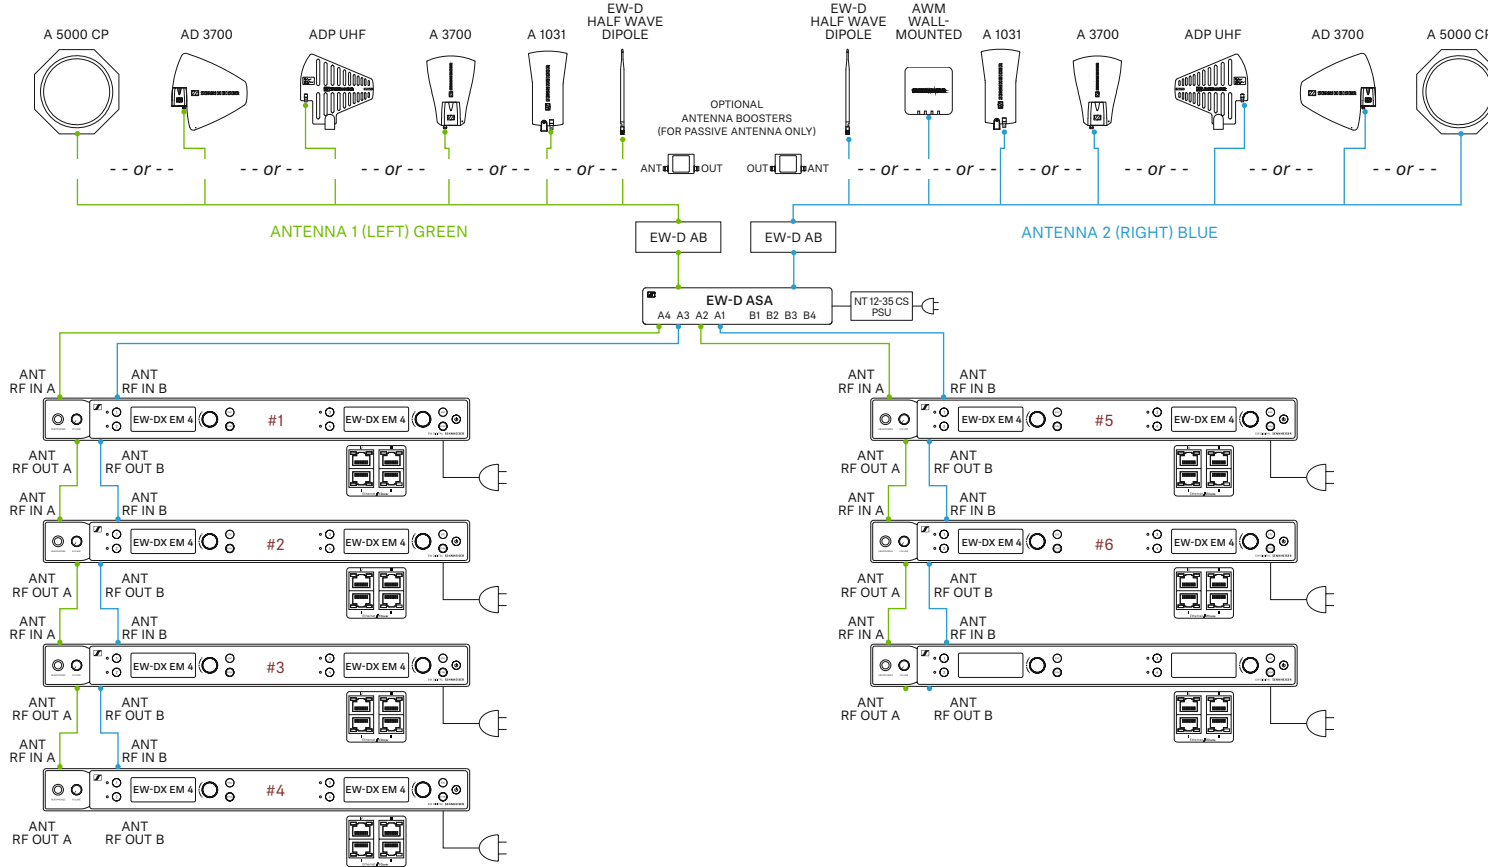 A 5000 CP
AD 3700
ADP UHF
A 3700
A 1031
EW-D
HALF WAVE
DIPOLE
EW-D
HALF WAVE
DIPOLE
AWM
WALL-
MOUNTED
A 1031
A 3700
ADP UHF
AD 3700
A 5000 CP
OPTIONAL
ANTENNA BOOSTERS
(FOR PASSIVE ANTENNA ONLY)
- - or - -
- - or - -
- - or - -
- - or - -
- - or - -
ANT OUT
OUT ANT
- - or - -
- - or - -
- - or - -
- - or - -
- - or - -
- - or - -
ANTENNA 1 (LEFT) GREEN
EW-D AB
EW-D AB
ANTENNA 2 (RIGHT) BLUE
EW-D ASA
A4 A3 A2 A1 B1 B2 B3 B4
NT 12-35 CS
PSU
ANT
RF IN A
ANT
RF IN B
EW-DX EM 4
#1
EW-DX EM 4
ANT
RF OUT A
ANT
RF OUT B
ANT
RF IN A
ANT
RF IN B
EW-DX EM 4
#2
EW-DX EM 4
ANT
RF OUT A
ANT
RF OUT B
ANT
RF IN A
ANT
RF IN B
EW-DX EM 4
#3
EW-DX EM 4
ANT
RF OUT A
ANT
RF OUT B
ANT
RF IN A
ANT
RF IN B
EW-DX EM 4
#4
EW-DX EM 4
ANT
RF OUT A
ANT
RF OUT B
ANT
RF IN A
ANT
RF IN B
EW-DX EM 4
#5
EW-DX EM 4
ANT
RF OUT A
ANT
RF OUT B
ANT
RF IN A
ANT
RF IN B
EW-DX EM 4
#6
EW-DX EM 4
ANT
RF OUT A
ANT
RF OUT B
ANT
RF IN A
ANT
RF IN B
ANT
RF OUT A
ANT
RF OUT B